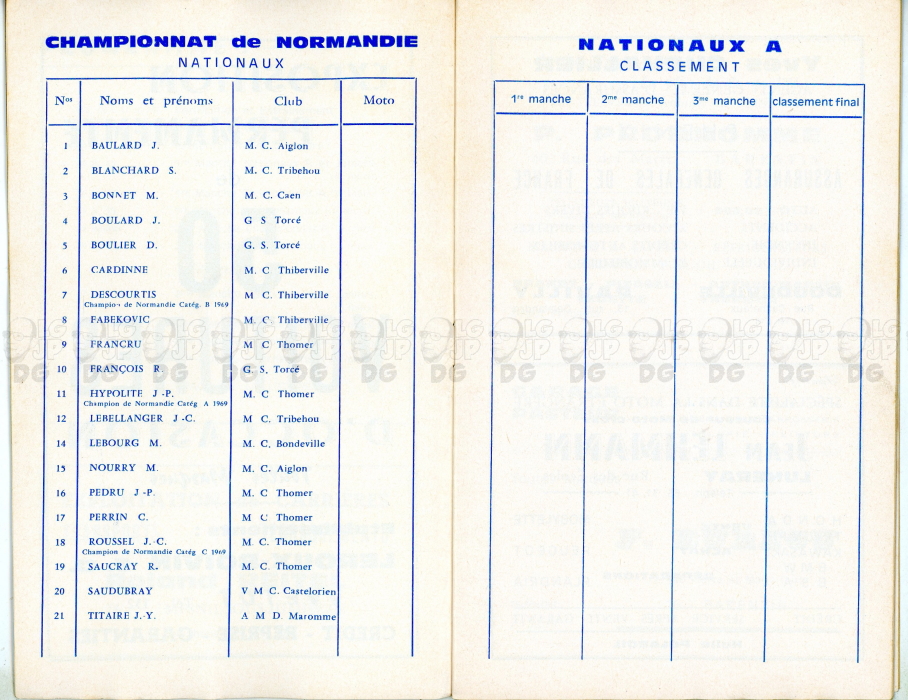 CHAMPIONNAT de NORMANDIE
NATIONAUX
Nos Noms et prénoms Club Moto
1 BAULARD J. M. C. Aiglon
2 BLANCHARD S. M. C. Tribehou
3 BONNET M. M. C. Caen
4 BOULARD J. G S Torcé
5 BOULIER D. G. S. Torcé
6 CARDINNE M. C Thiberville
7 DESCOURTIS M C Thiberville
Champion de Normandie Catég. B 1969
8 FABEKOVIC M. C. Thiberville
9 FRANCRU M C Thomer
10 FRANÇOIS R. G. S. Torcé
11 HYPOLITE J -P. M C Thomer
Champion de Normandie Catég A 1969
12 LEBELLANGER J -C. M C. Tribehou
14 LEBOURG M. M. C. Bondeville
15 NOURRY M. M. C. Aiglon
16 PEDRU J -P. M. C Thomer
17 PERRIN C. M C Thomer
18 ROUSSEL J.-C. M. C. Thomer
Champion de Normandie Catég C 1969
19 SAUCRAY R. M. C. Thomer
20 SAUDUBRAY V M C. Castelorien
21 TITAIRE J.-Y. A M D. Maromme
NATIONAUX A
CLASSEMENT
1re manche 2me manche 3me manche classement final
LG JP DG